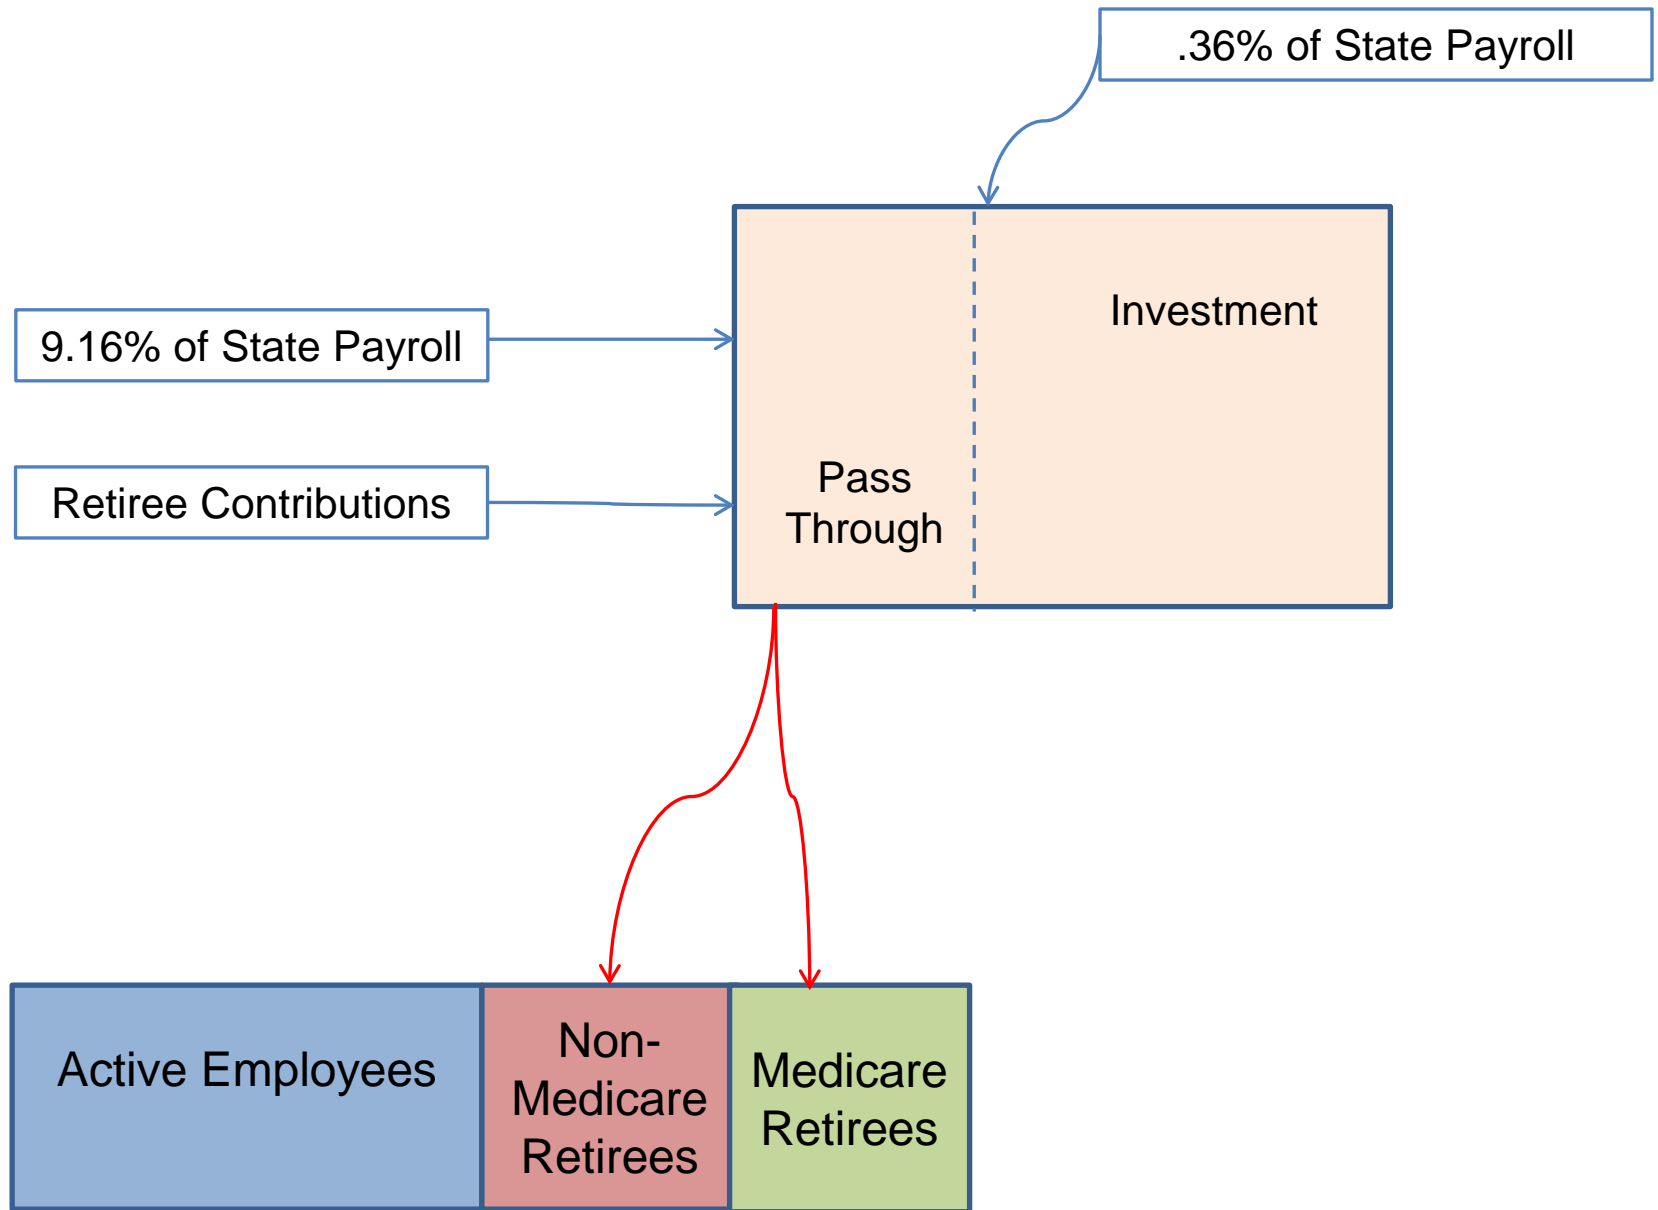 .36% of State Payroll
Investment
9.16% of State Payroll
Retiree Contributions
Pass
Through
Active Employees
Non-
Medicare
Retirees
Medicare
Retirees